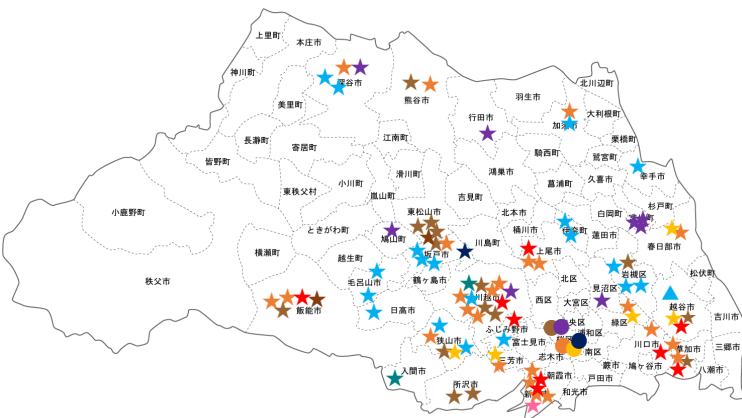 上里町
本庄市
神川町
深谷市
熊谷市
美里町
行田市
羽生市
北川辺町
大利根町
加須市
栗橋町
長瀞町
寄居町
江南町
騎西町
鷲宮町
皆野町
小川町
滑川町
鴻巣市
幸手市
東秩父村
嵐山町
吉見町
菖蒲町
久喜市
小鹿野町
東松山市
北本市
白岡町
杉戸町
ときがわ町
鳩山町
川島町
桶川市
伊奈町
蓮田市
春日部市
横瀬町
越生町
坂戸市
上尾市
秩父市
毛呂山町
鶴ヶ島市
北区
岩槻区
松伏町
飯能市
日高市
川越市
西区
大宮区
見沼区
越谷市
吉川市
ふじみ野市
央区
浦和区
緑区
狭山市
富士見市
南区
川口市
草加市
三郷市
三芳市
志木市
入間市
朝霞市
蕨市
鳩ヶ谷市
八潮市
所沢市
新
和光市
戸田市